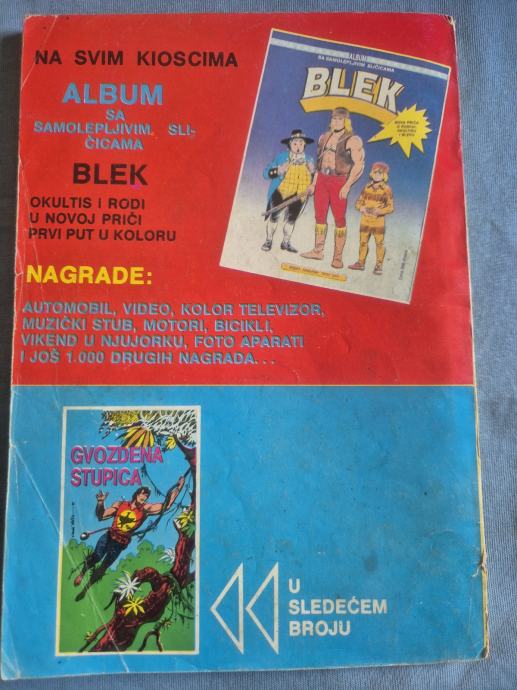 NA SVIM KIOSCIMA
ALBUM
SA
SAMOLEPLJIVIM SLI-
ČICAMA
BLEK
OKULTIS I RODI
U NOVOJ PRIČI
PRVI PUT U KOLORU
ALBUM
SA SAMOLEPLJIVIM SLIČICAMA
BLEK
NAGRADE:
AUTOMOBIL, VIDEO, KOLOR TELEVIZOR,
MUZIČKI STUB, MOTORI, BICIKLI,
VIKEND U NJUJORKU, FOTO APARATI
I JOŠ 1.000 DRUGIH NAGRADA...
GVOZDENA
STUPICA
U
SLEDEĆEM
BROJU